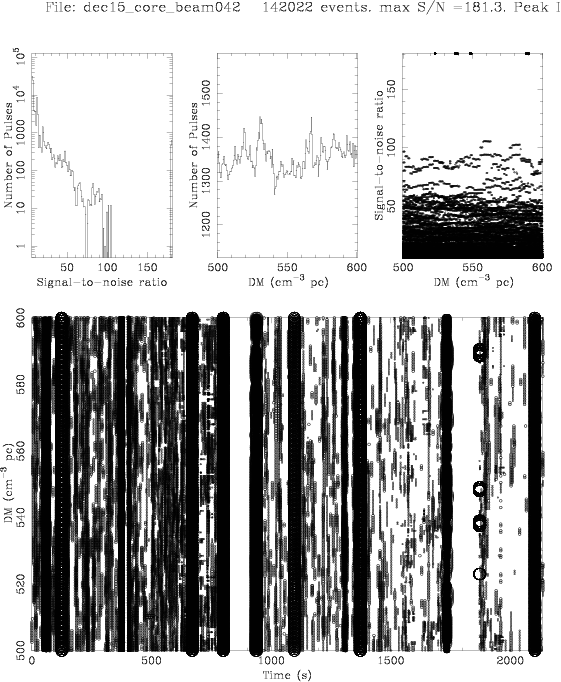 File: dec15_core_beam042 142022 events. max S/N =181.3. Peak I
Number of Pulses
10^5
10^4
1000
100
10
1
50 100 150
Signal-to-noise ratio
Number of Pulses
1500
1400
1300
1200
500 550 600
DM (cm^-3 pc)
Signal-to-noise ratio
150
100
50
500 550 600
DM (cm^-3 pc)
DM (cm^-3 pc)
600
580
560
540
520
500
0 500 1000 1500 2000
Time (s)